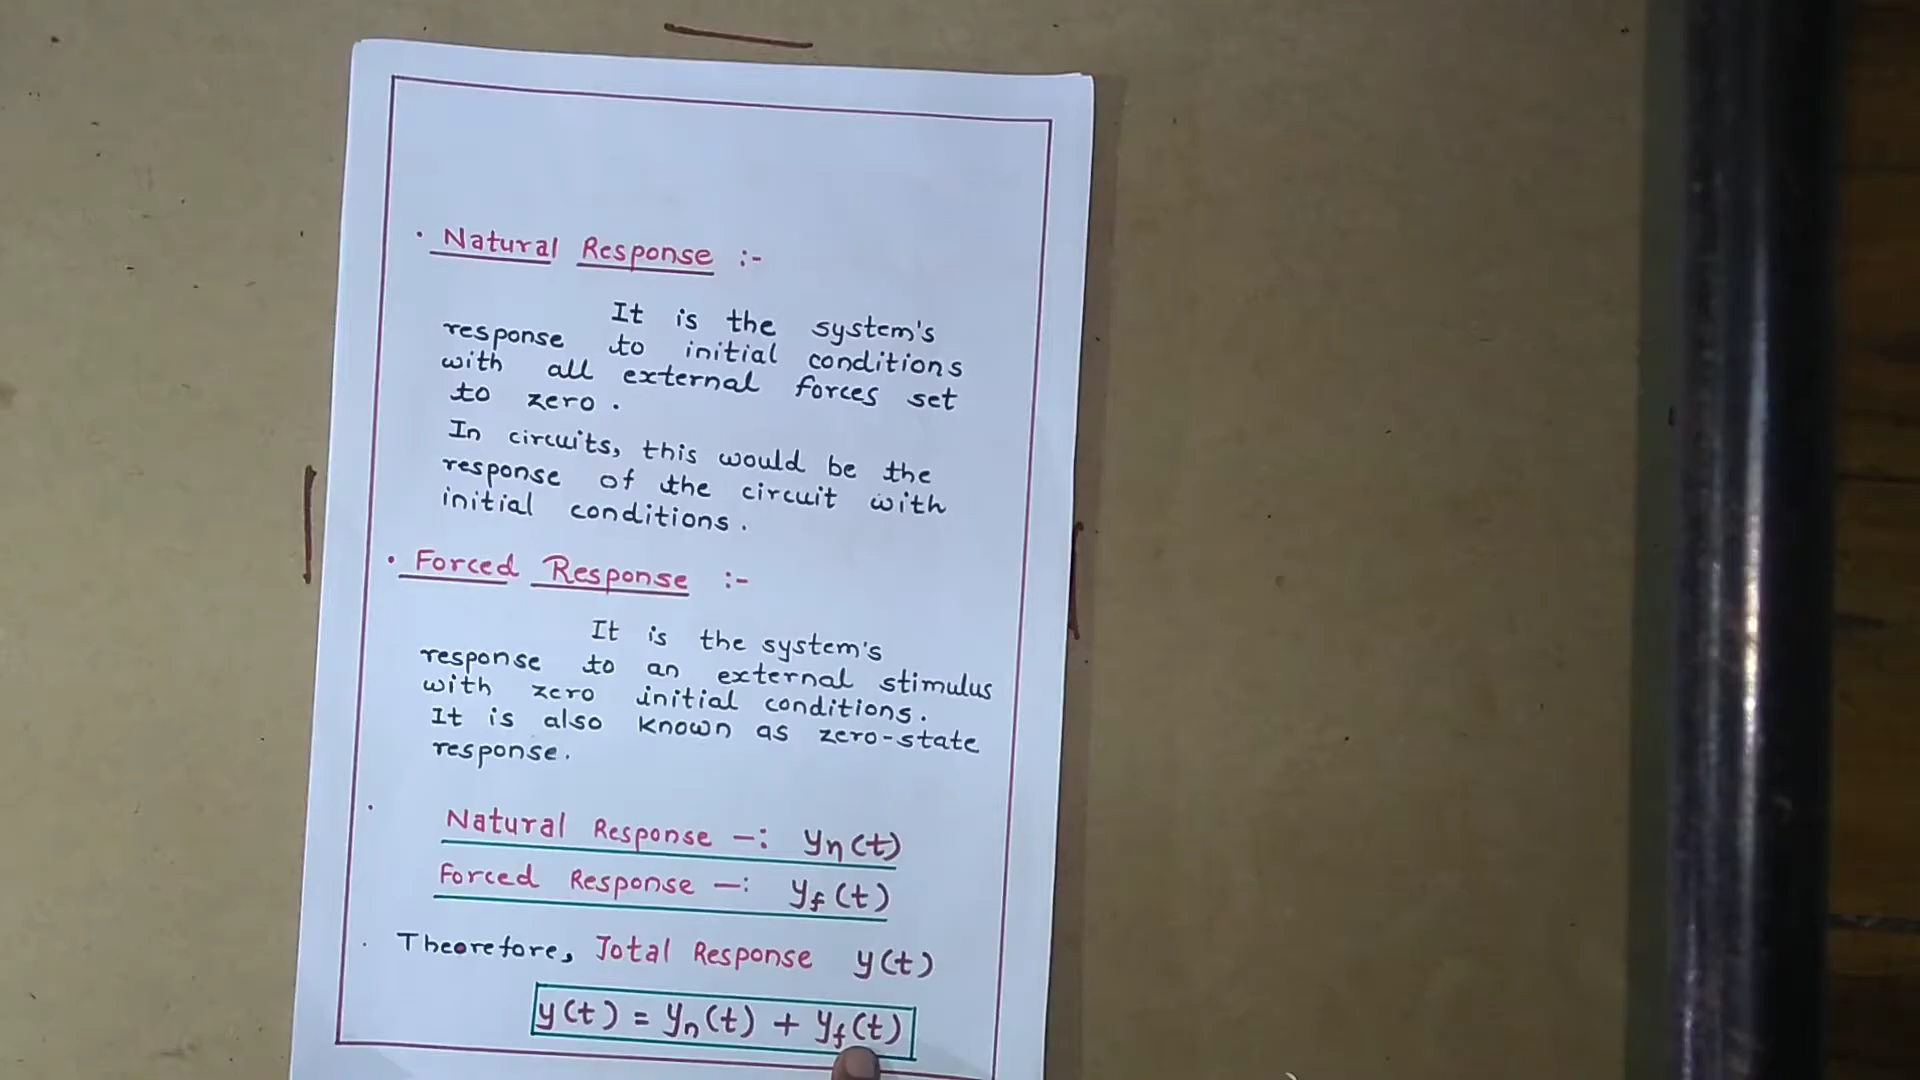 • Natural Response :-
It is the system's
response to initial conditions
with all external forces set
to zero.
In circuits, this would be the
response of the circuit with
initial conditions.
• Forced Response :-
It is the system's
response to an external stimulus
with zero initial conditions.
It is also known as zero-state
response.
Natural Response —: yn(t)
Forced Response —: yf(t)
Theorefore, Total Response y(t)
y(t) = yn(t) + yf(t)